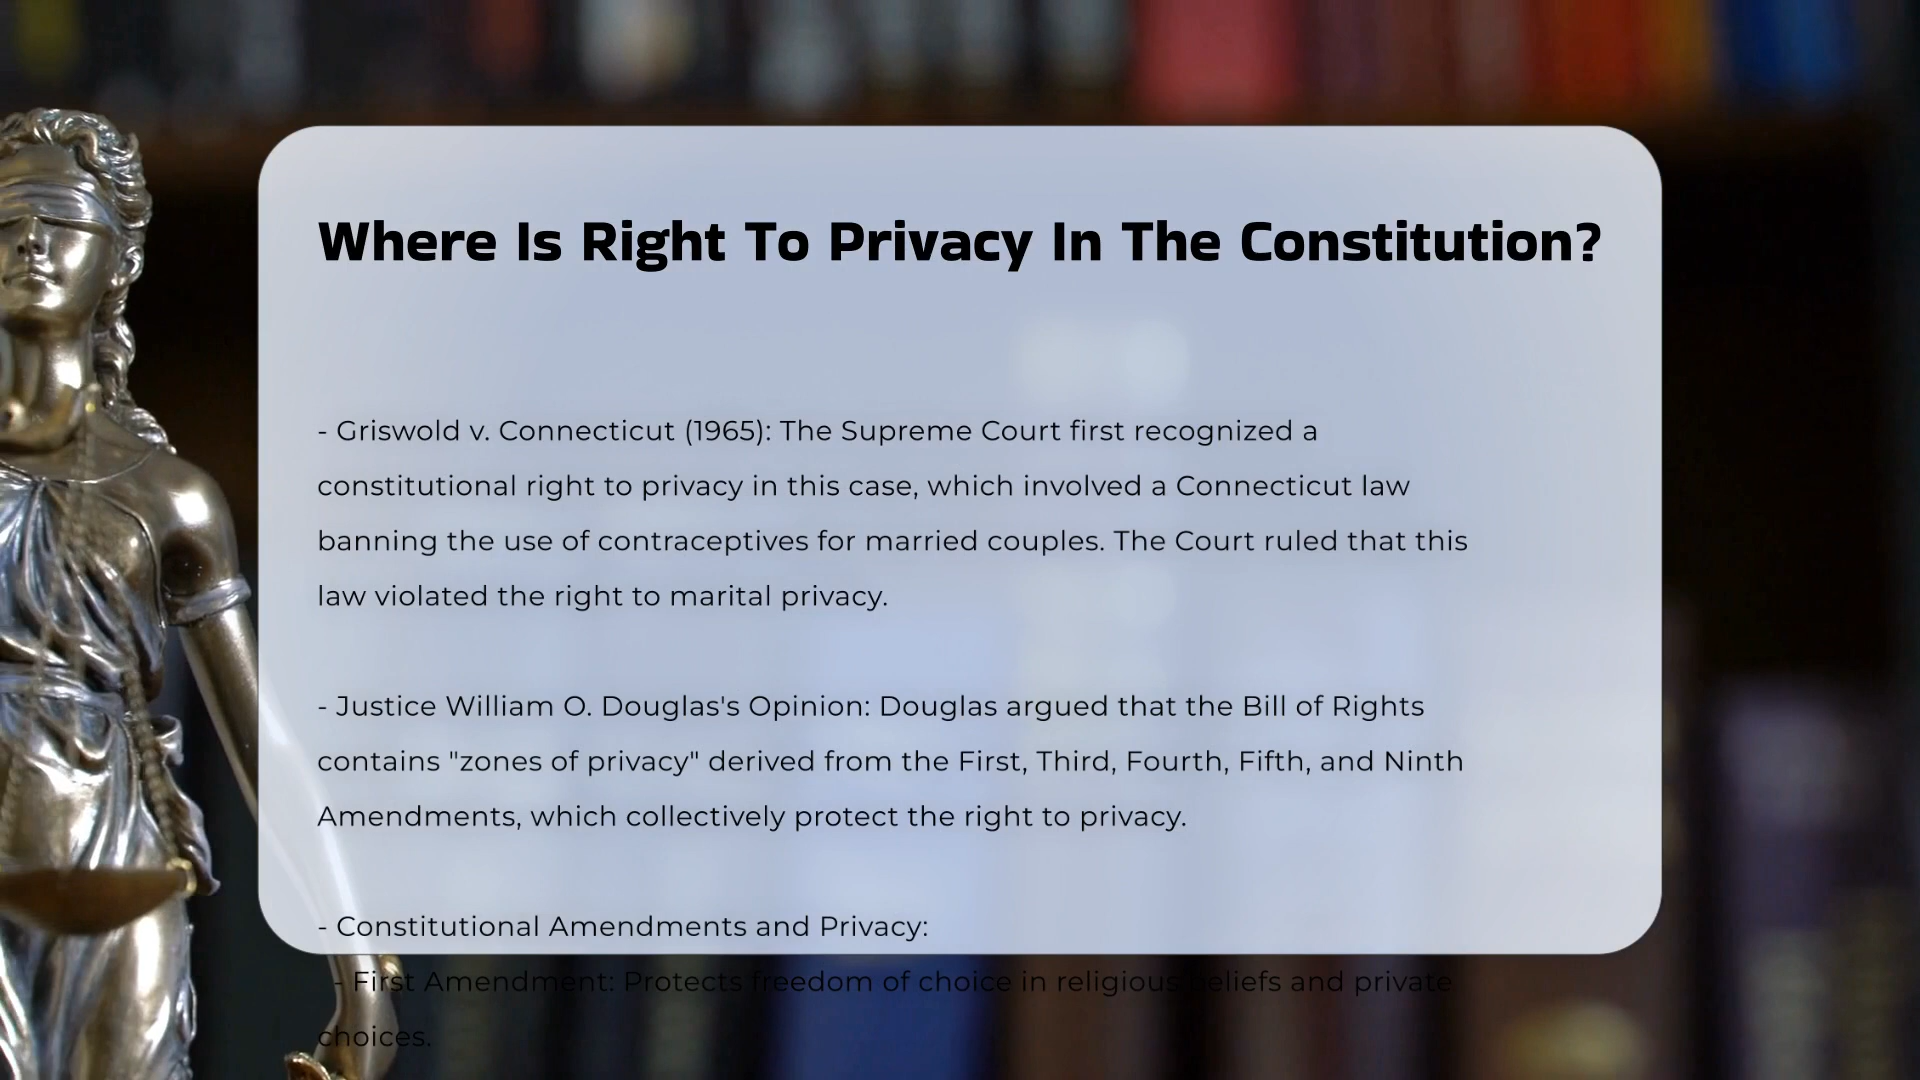 Where Is Right To Privacy In The Constitution?
- Griswold v. Connecticut (1965): The Supreme Court first recognized a
constitutional right to privacy in this case, which involved a Connecticut law
banning the use of contraceptives for married couples. The Court ruled that this
law violated the right to marital privacy.
- Justice William O. Douglas's Opinion: Douglas argued that the Bill of Rights
contains "zones of privacy" derived from the First, Third, Fourth, Fifth, and Ninth
Amendments, which collectively protect the right to privacy.
- Constitutional Amendments and Privacy:
- First Amendment: Protects freedom of choice in religious beliefs and private
choices.